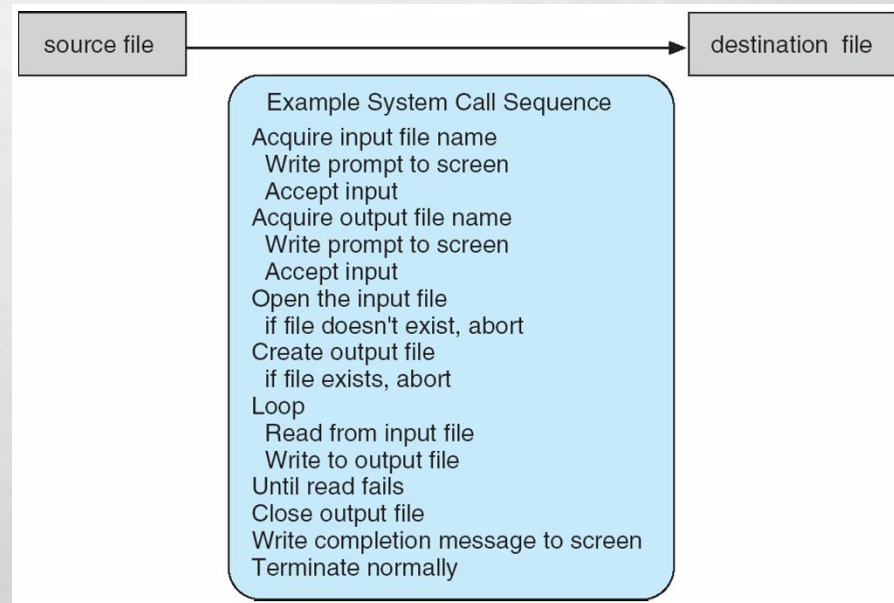 source file
destination file
Example System Call Sequence
Acquire input file name
Write prompt to screen
Accept input
Acquire output file name
Write prompt to screen
Accept input
Open the input file
if file doesn't exist, abort
Create output file
if file exists, abort
Loop
Read from input file
Write to output file
Until read fails
Close output file
Write completion message to screen
Terminate normally